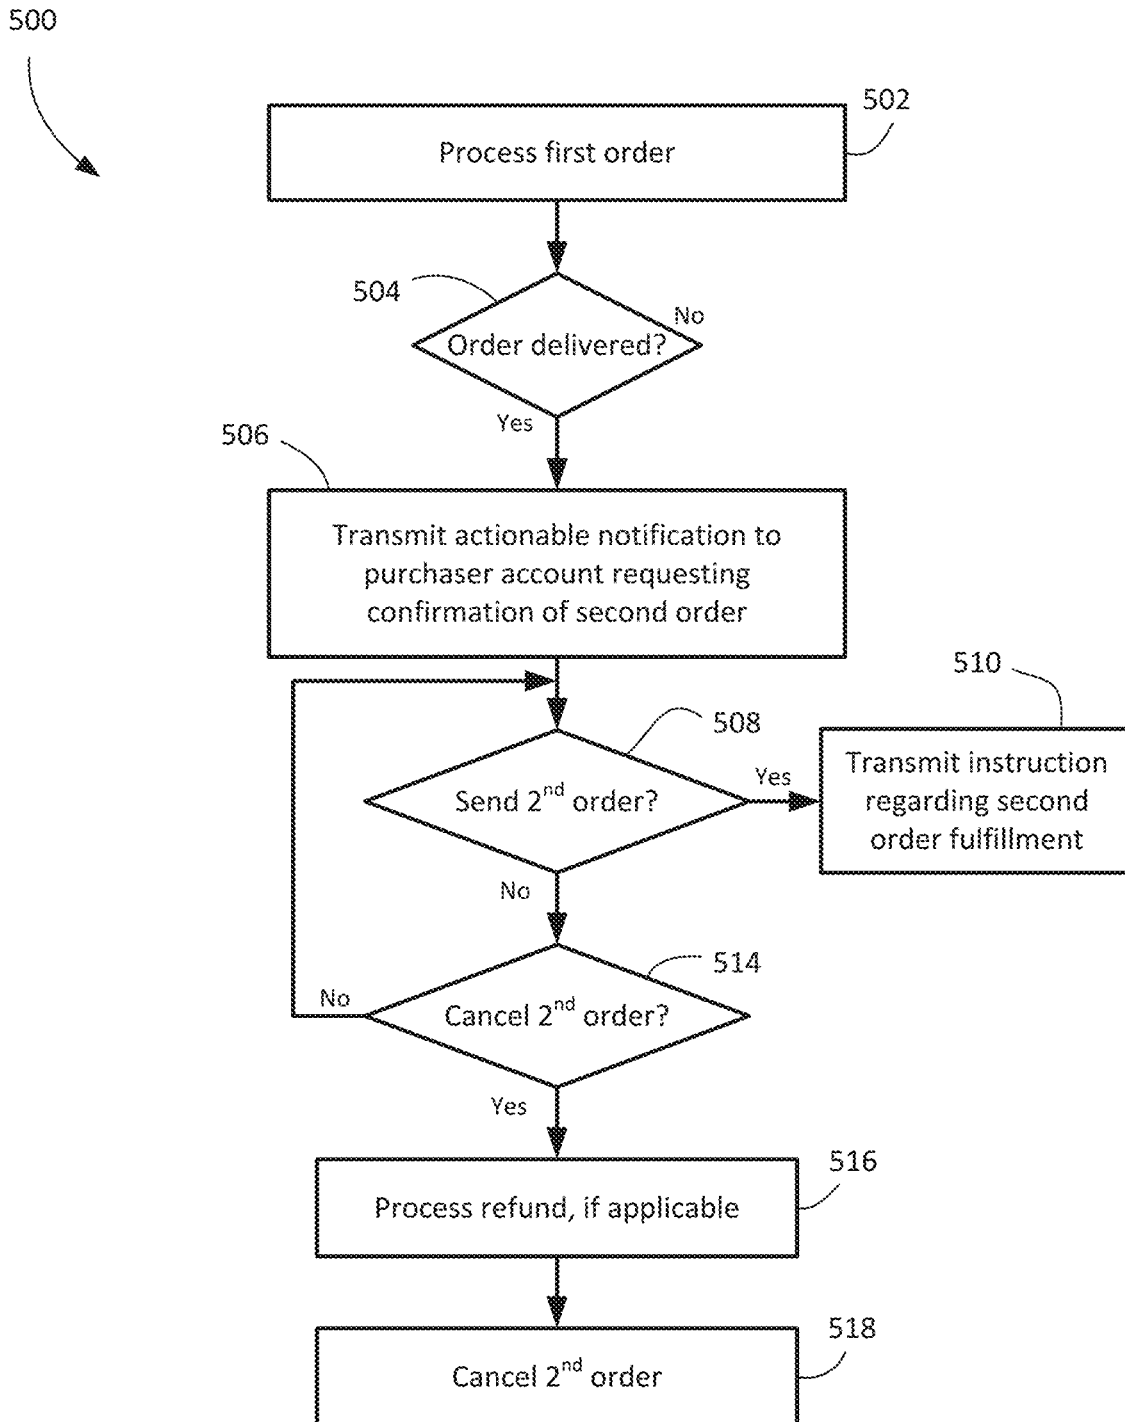 500
502
Process first order
504
No
Order delivered?
Yes
506
Transmit actionable notification to
purchaser account requesting
confirmation of second order
510
508
Send 2nd order?
Yes
Transmit instruction
regarding second
order fulfillment
No
514
Cancel 2nd order?
No
Yes
516
Process refund, if applicable
518
Cancel 2nd order